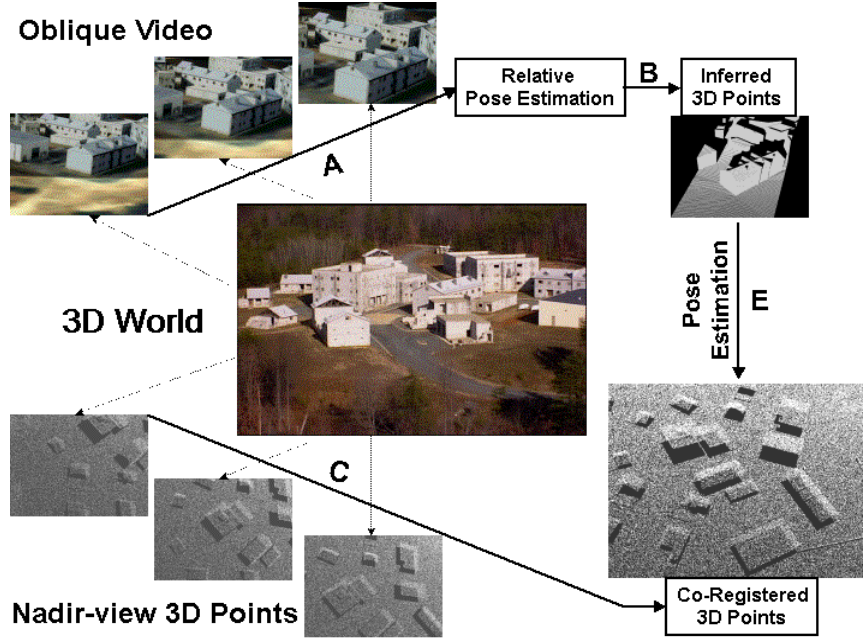 Oblique Video
Relative
Pose Estimation
B
Inferred
3D Points
A
3D World
Pose
Estimation
E
C
Nadir-view 3D Points
Co-Registered
3D Points